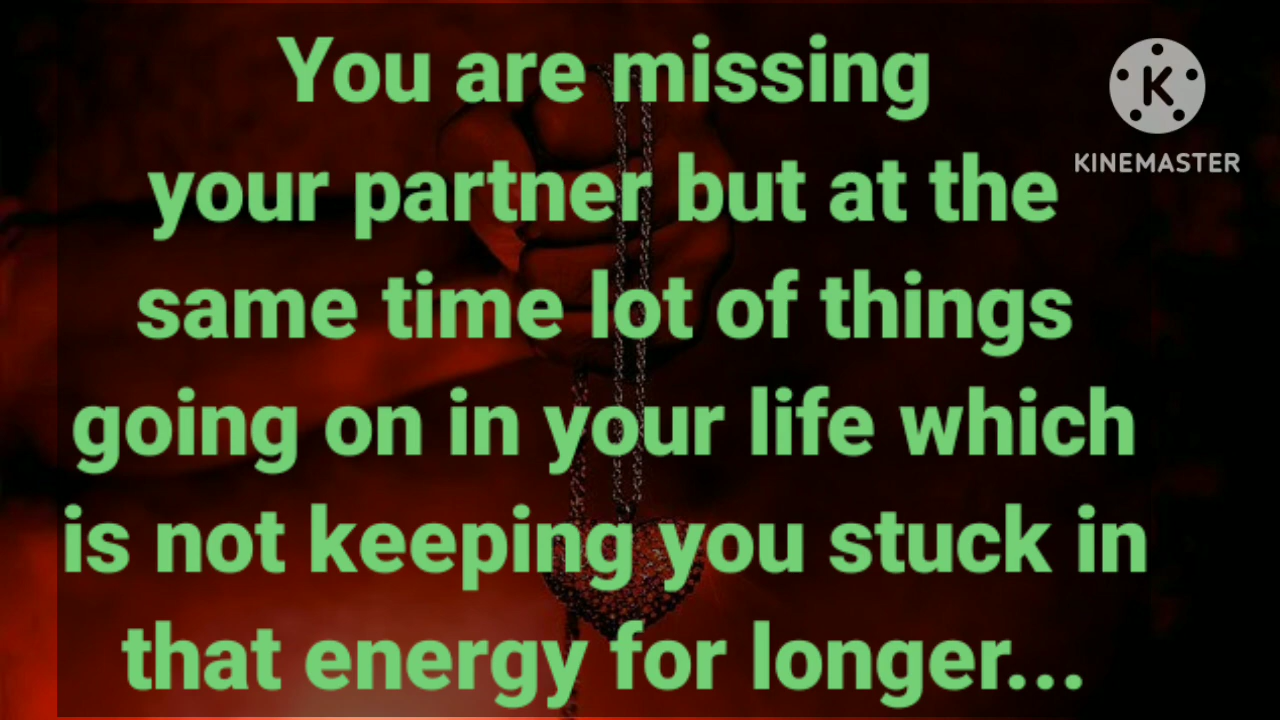 You are missing
your partner but at the
same time lot of things
going on in your life which
is not keeping you stuck in
that energy for longer...
K
KINEMASTER